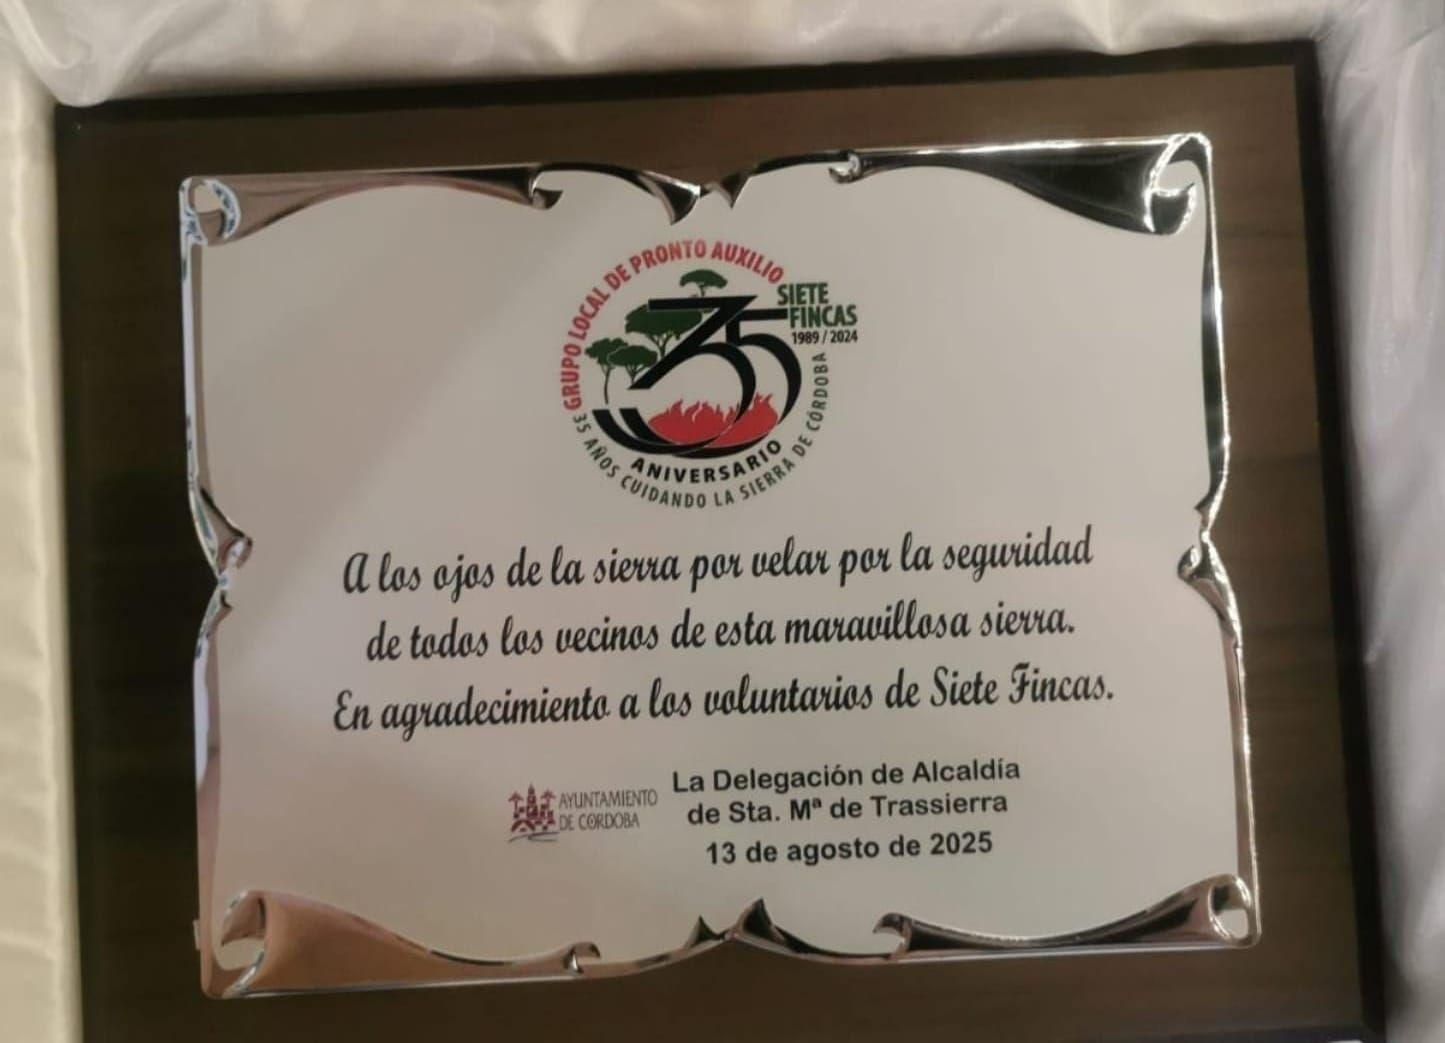 GRUPO LOCAL DE PRONTO AUXILIO
SIETE
FINCAS
1989 / 2024
35
ANIVERSARIO
35 AÑOS CUIDANDO LA SIERRA DE CÓRDOBA
A los ojos de la sierra por velar por la seguridad
de todos los vecinos de esta maravillosa sierra.
En agradecimiento a los voluntarios de Siete Fincas.
AYUNTAMIENTO
DE CÓRDOBA
La Delegación de Alcaldía
de Sta. Mª de Trassierra
13 de agosto de 2025